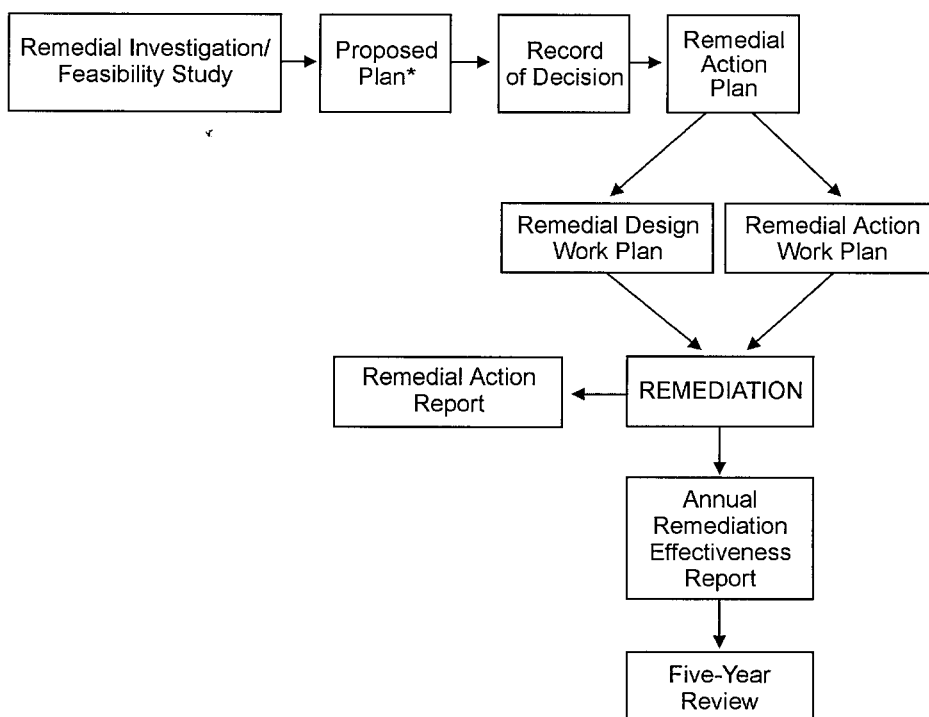 Remedial Investigation/
Feasibility Study
Proposed
Plan*
Record
of Decision
Remedial
Action
Plan
Remedial Design
Work Plan
Remedial Action
Work Plan
Remedial Action
Report
REMEDIATION
Annual
Remediation
Effectiveness
Report
Five-Year
Review